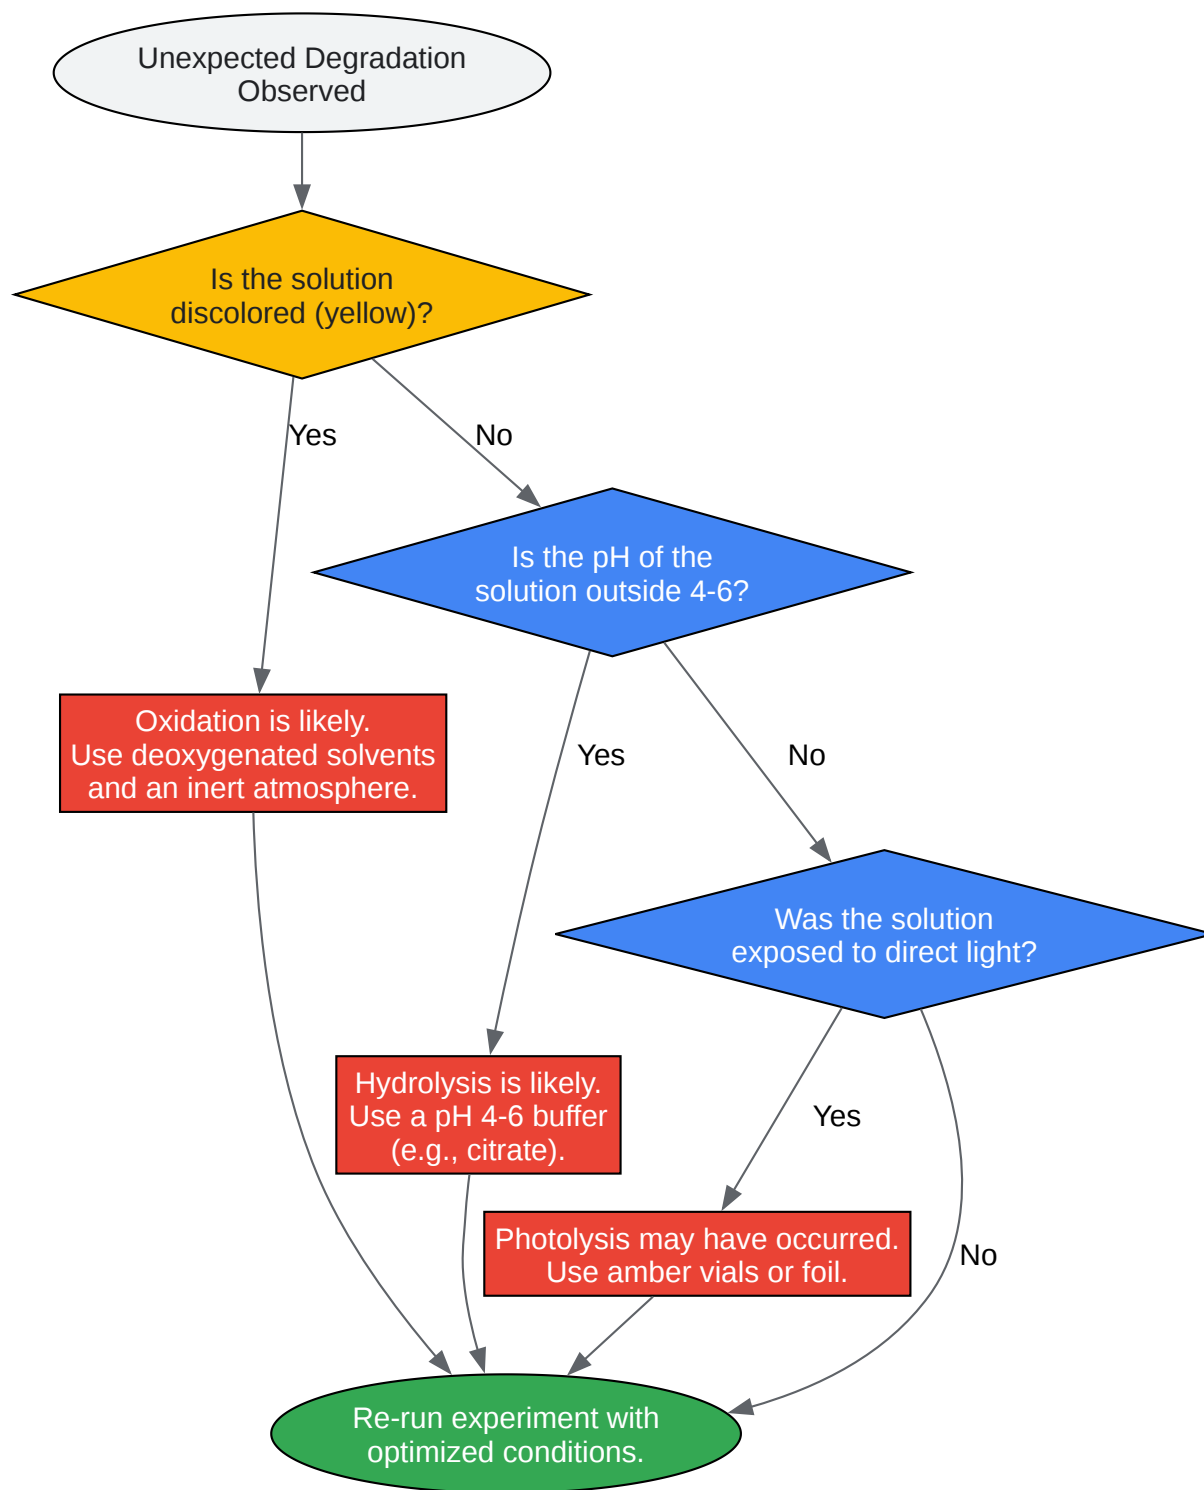 Unexpected Degradation
Observed
Is the solution
discolored (yellow)?
Yes
No
Is the pH of the
solution outside 4-6?
Oxidation is likely.
Use deoxygenated solvents
and an inert atmosphere.
Yes
No
Was the solution
exposed to direct light?
Hydrolysis is likely.
Use a pH 4-6 buffer
(e.g., citrate).
Yes
Photolysis may have occurred.
Use amber vials or foil.
No
Re-run experiment with
optimized conditions.